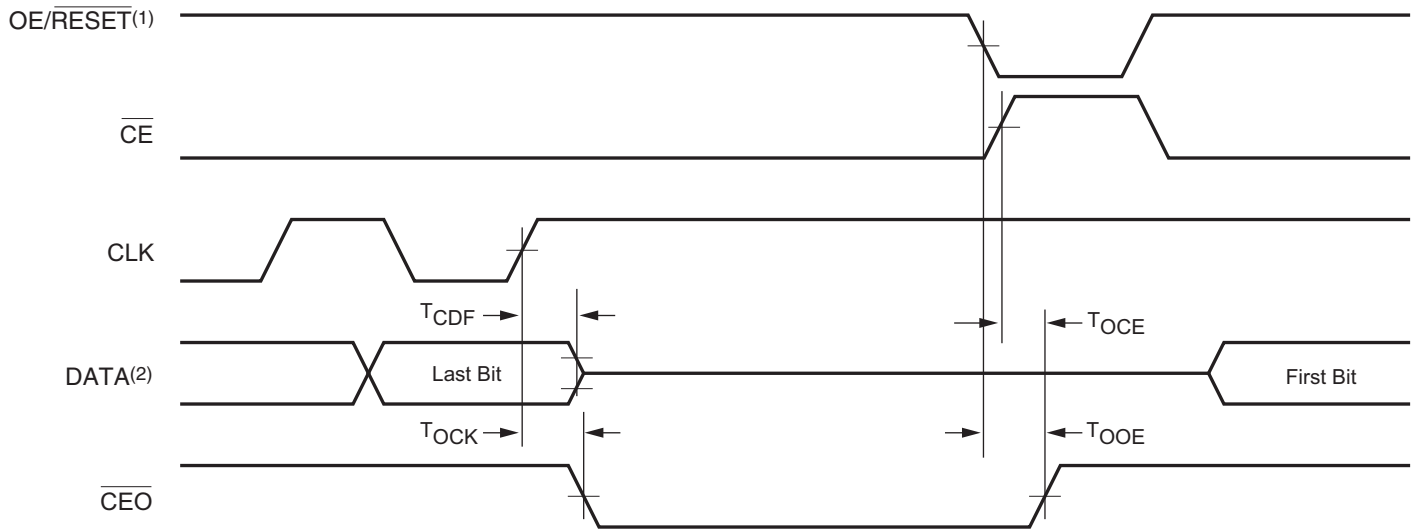 OE/RESET(1)
CE
CLK
TCDF
TOCE
DATA(2)
Last Bit
First Bit
TOCK
TOOE
CEO